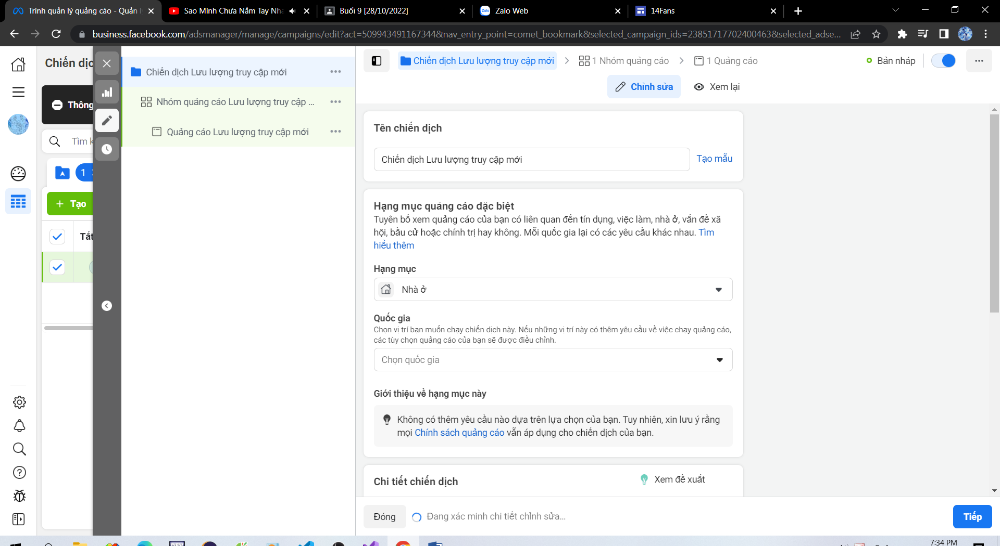 Trình quản lý quảng cáo - Quản l
Sao Mình Chưa Nắm Tay Nha
Buổi 9 [28/10/2022]
Zalo Web
14Fans
business.facebook.com/adsmanager/manage/campaigns/edit?act=509943491167344&nav_entry_point=comet_bookmark&selected_campaign_ids=23851717702400463&selected_adse...
Chiến dịc
Thông
Tìm k
1
+ Tạo
Tắt
Chiến dịch Lưu lượng truy cập mới
Nhóm quảng cáo Lưu lượng truy cập ...
Quảng cáo Lưu lượng truy cập mới
Chiến dịch Lưu lượng truy cập mới
1 Nhóm quảng cáo
1 Quảng cáo
Bản nháp
Chỉnh sửa
Xem lại
Tên chiến dịch
Chiến dịch Lưu lượng truy cập mới
Tạo mẫu
Hạng mục quảng cáo đặc biệt
Tuyên bố xem quảng cáo của bạn có liên quan đến tín dụng, việc làm, nhà ở, vấn đề xã
hội, bầu cử hoặc chính trị hay không. Mỗi quốc gia lại có các yêu cầu khác nhau. Tìm
hiểu thêm
Hạng mục
Nhà ở
Quốc gia
Chọn vị trí bạn muốn chạy chiến dịch này. Nếu những vị trí này có thêm yêu cầu về việc chạy quảng cáo,
các tùy chọn quảng cáo của bạn sẽ được điều chỉnh.
Chọn quốc gia
Giới thiệu về hạng mục này
Không có thêm yêu cầu nào dựa trên lựa chọn của bạn. Tuy nhiên, xin lưu ý rằng
mọi Chính sách quảng cáo vẫn áp dụng cho chiến dịch của bạn.
Chi tiết chiến dịch
Xem đề xuất
Đóng
Đang xác minh chi tiết chỉnh sửa...
Tiếp
DEV
7:34 PM